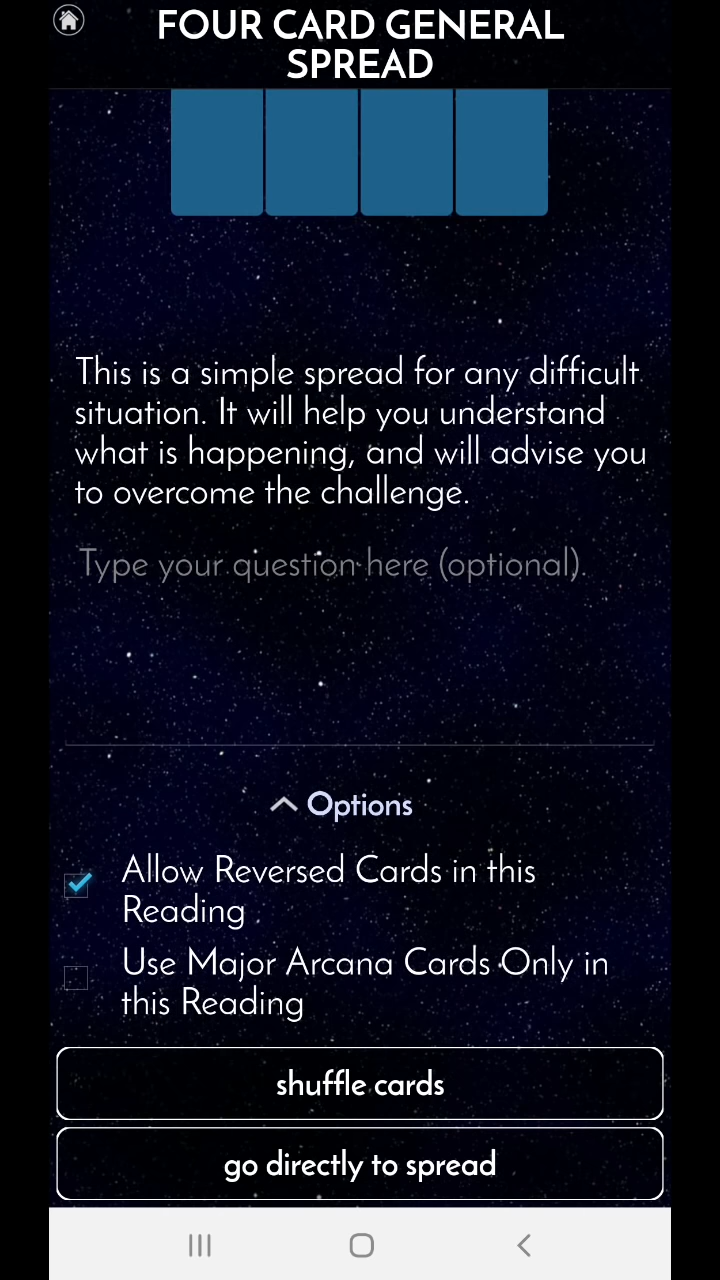 FOUR CARD GENERAL
SPREAD
This is a simple spread for any difficult
situation. It will help you understand
what is happening, and will advise you
to overcome the challenge.
Type your question here (optional).
Options
Allow Reversed Cards in this
Reading
Use Major Arcana Cards Only in
this Reading
shuffle cards
go directly to spread